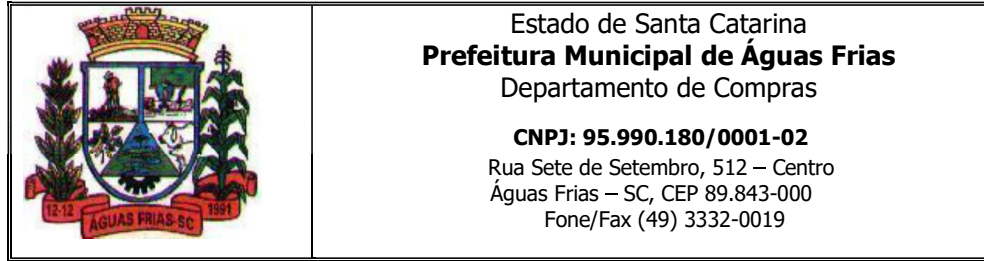 Estado de Santa Catarina
Prefeitura Municipal de Águas Frias
Departamento de Compras
CNPJ: 95.990.180/0001-02
Rua Sete de Setembro, 512 – Centro
Águas Frias – SC, CEP 89.843-000
Fone/Fax (49) 3332-0019
12-12
ÁGUAS FRIAS-SC
1991